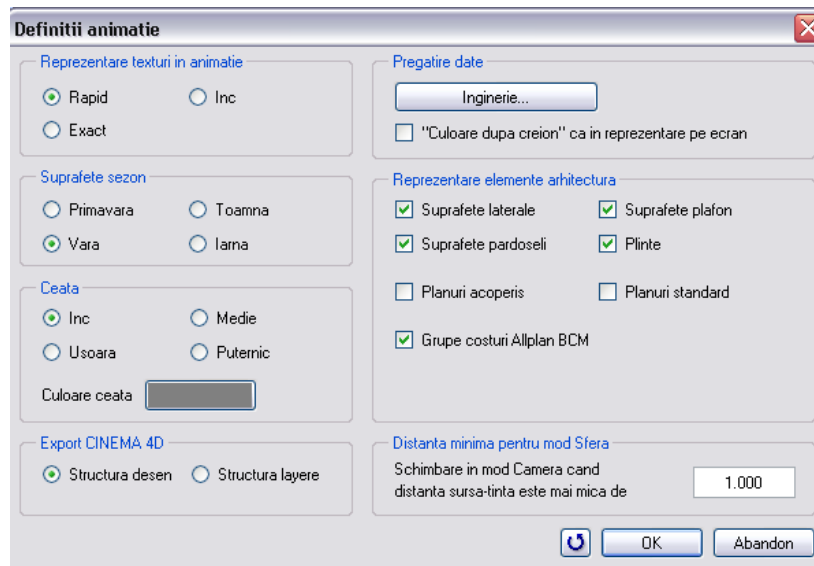 Definitii animatie
Reprezentare texturi in animatie
Rapid
Inc
Exact
Suprafete sezon
Primavara
Toamna
Vara
Iarna
Ceata
Inc
Medie
Usoara
Puternic
Culoare ceata
Export CINEMA 4D
Structura desen
Structura layere
Pregatire date
Inginerie...
"Culoare dupa creion" ca in reprezentare pe ecran
Reprezentare elemente arhitectura
Suprafete laterale
Suprafete plafon
Suprafete pardoseli
Plinte
Planuri acoperis
Planuri standard
Grupe costuri Allplan BCM
Distanta minima pentru mod Sfera
Schimbare in mod Camera cand
distanta sursa-tinta este mai mica de
1.000
OK
Abandon